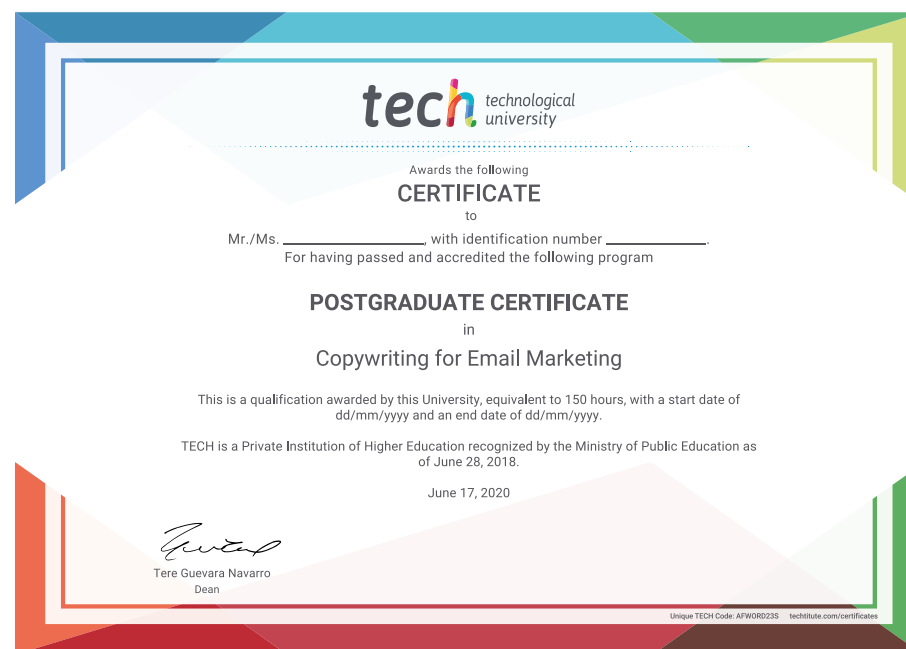 tech technological
university
Awards the following
CERTIFICATE
to
Mr./Ms. __________________, with identification number _____________.
For having passed and accredited the following program
POSTGRADUATE CERTIFICATE
in
Copywriting for Email Marketing
This is a qualification awarded by this University, equivalent to 150 hours, with a start date of
dd/mm/yyyy and an end date of dd/mm/yyyy.
TECH is a Private Institution of Higher Education recognized by the Ministry of Public Education as
of June 28, 2018.
June 17, 2020
Tere Guevara Navarro
Dean
Unique TECH Code: AFWORD23S techtitute.com/certificates